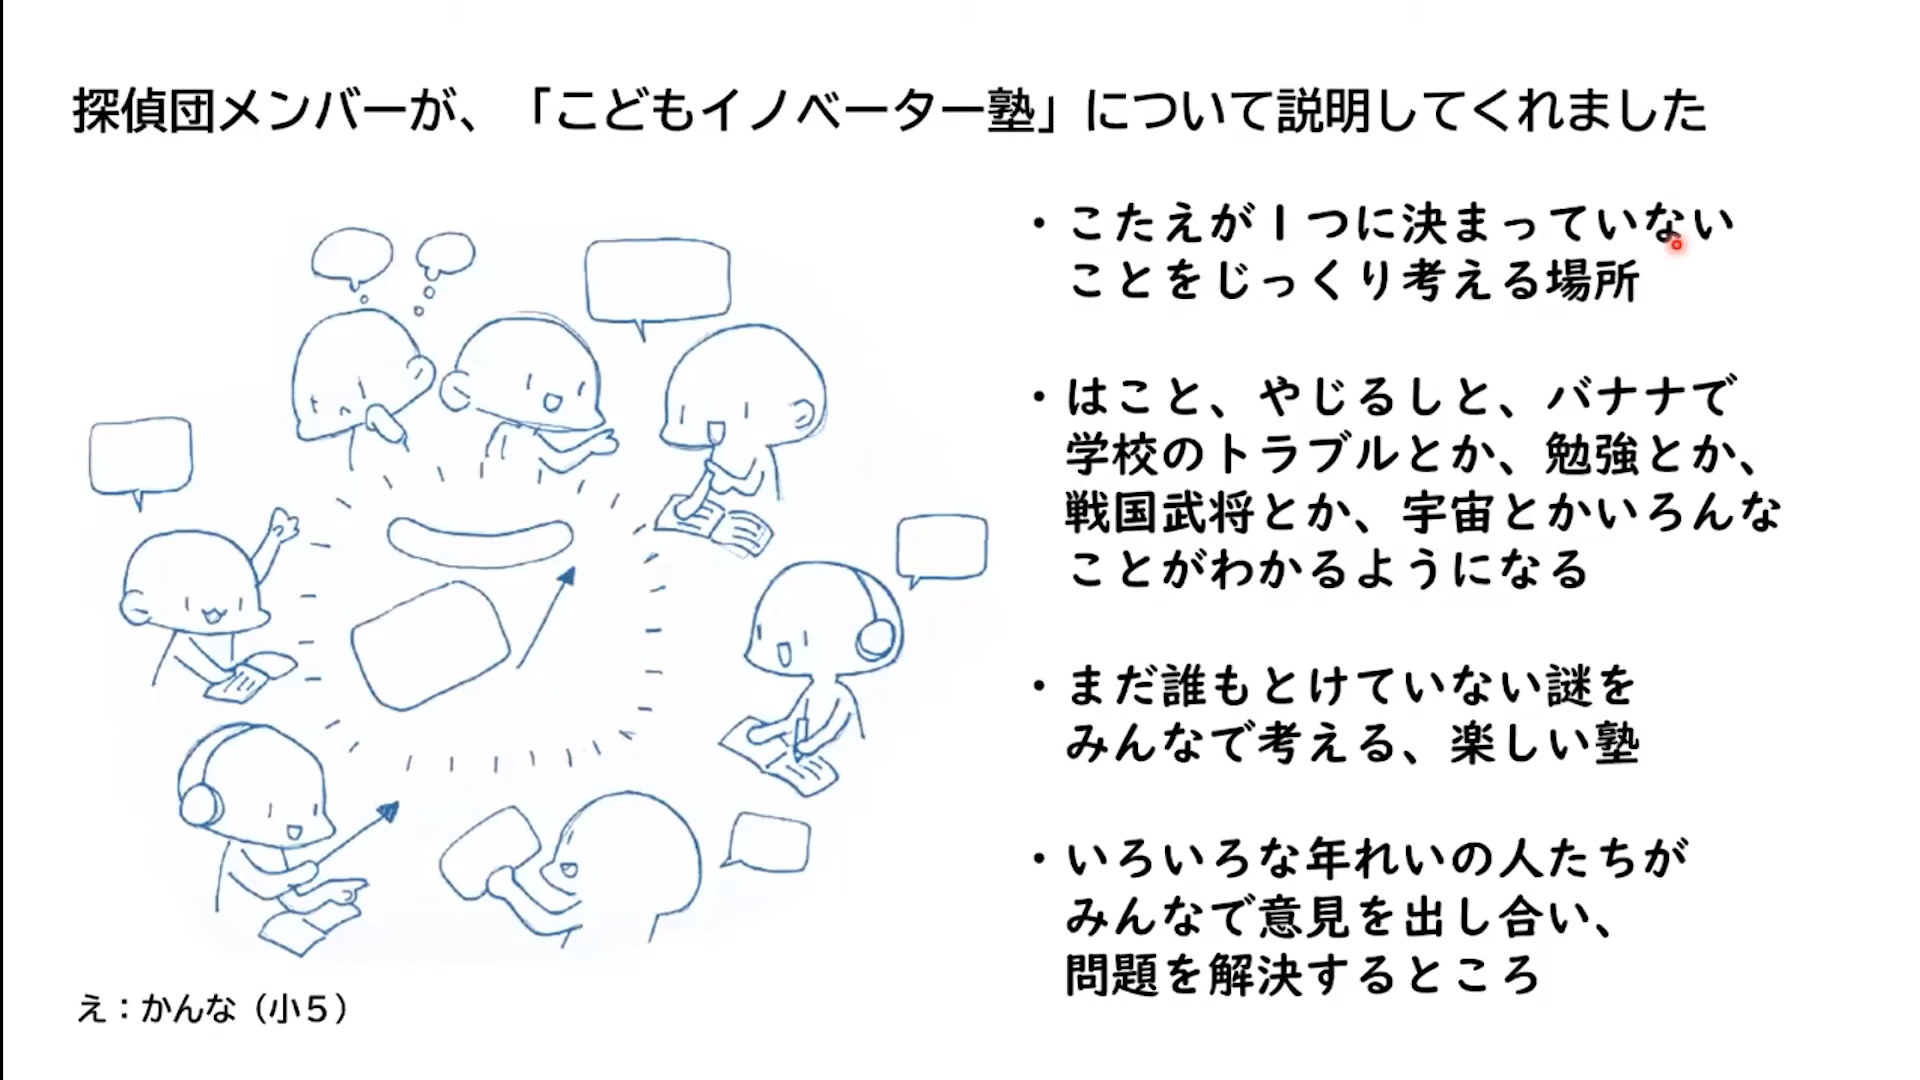 探偵団メンバーが、「こどもイノベーター塾」について説明してくれました
・こたえが1つに決まっていない
ことをじっくり考える場所
・はこと、やじるしと、バナナで
学校のトラブルとか、勉強とか、
戦国武将とか、宇宙とかいろんな
ことがわかるようになる
・まだ誰もとけていない謎を
みんなで考える、楽しい塾
・いろいろな年れいの人たちが
みんなで意見を出し合い、
問題を解決するところ
え：かんな（小５）